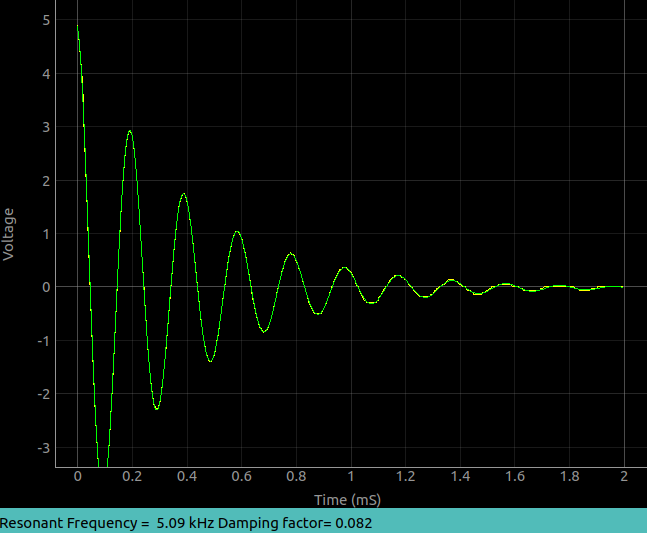 5
4
3
2
1
0
-1
-2
-3
Voltage
0 0.2 0.4 0.6 0.8 1 1.2 1.4 1.6 1.8 2
Time (mS)
Resonant Frequency = 5.09 kHz Damping factor= 0.082